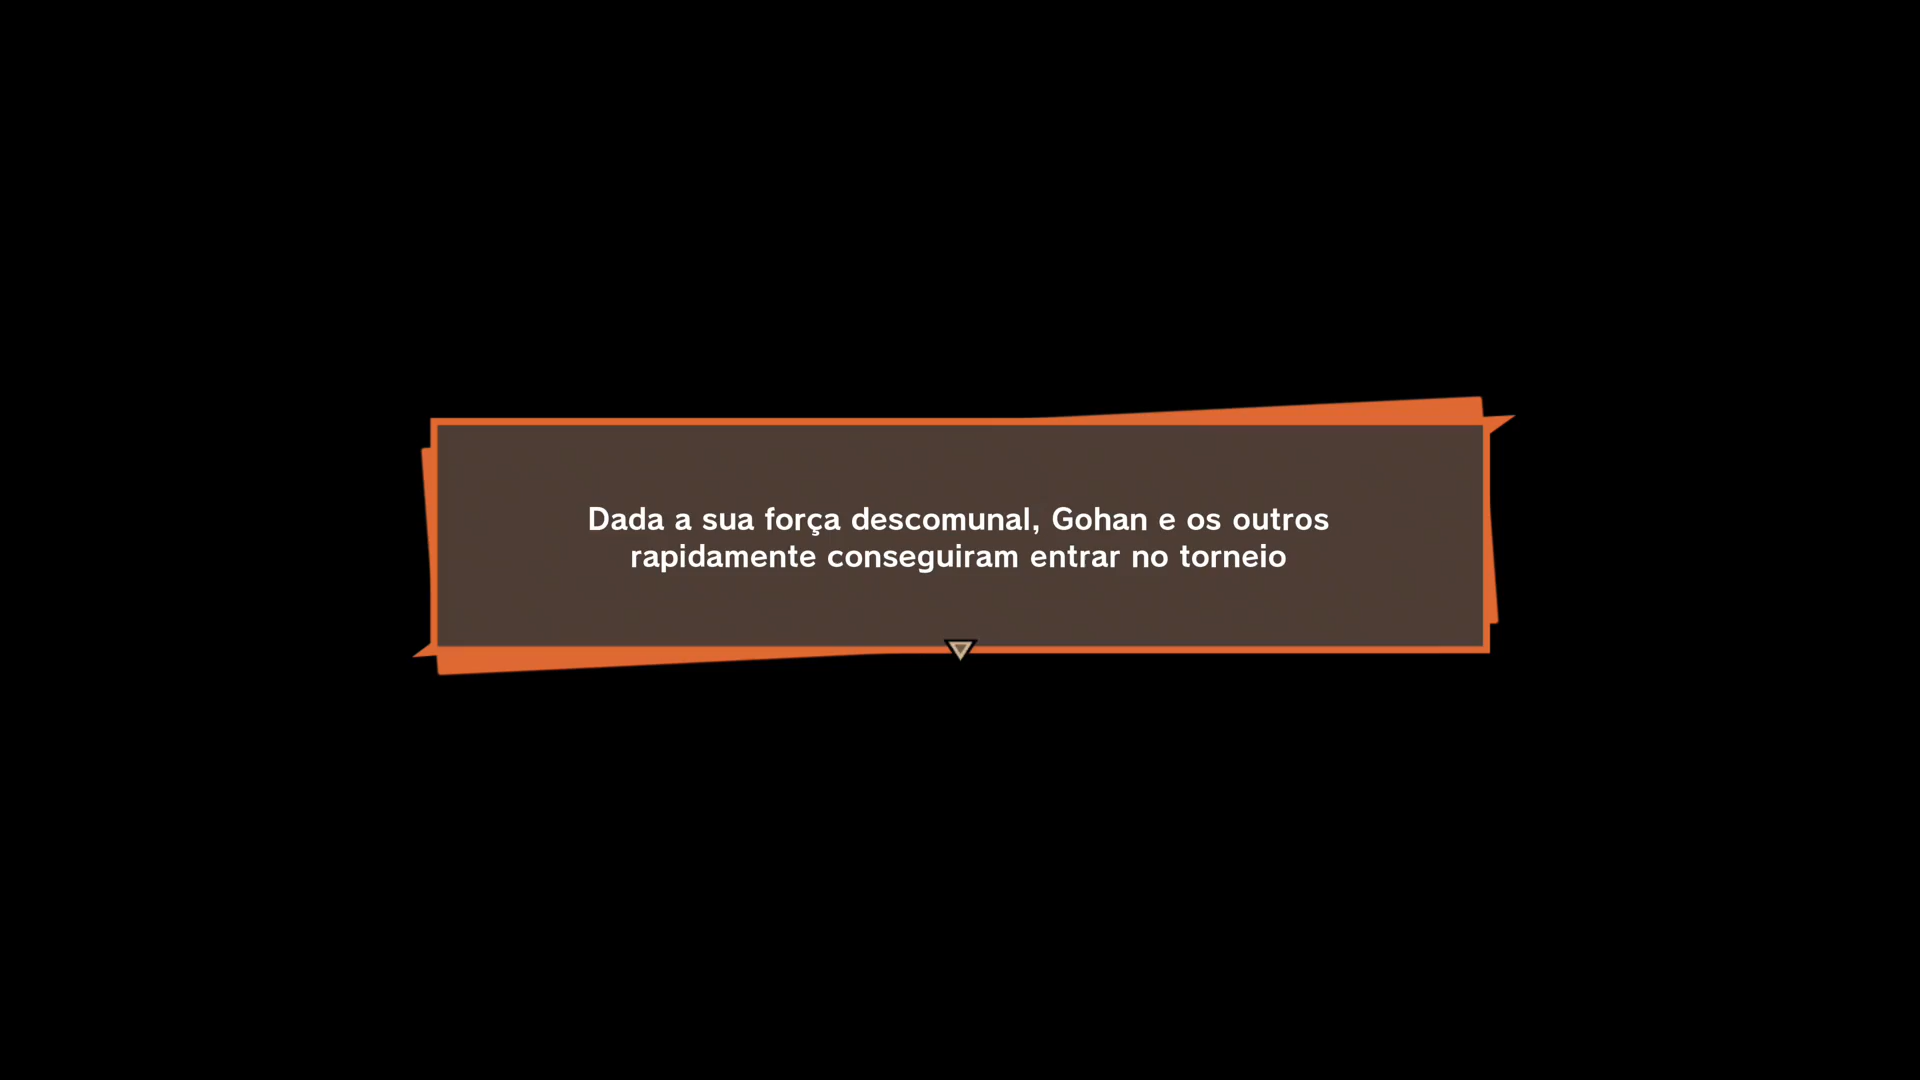 Dada a sua força descomunal, Gohan e os outros
rapidamente conseguiram entrar no torneio